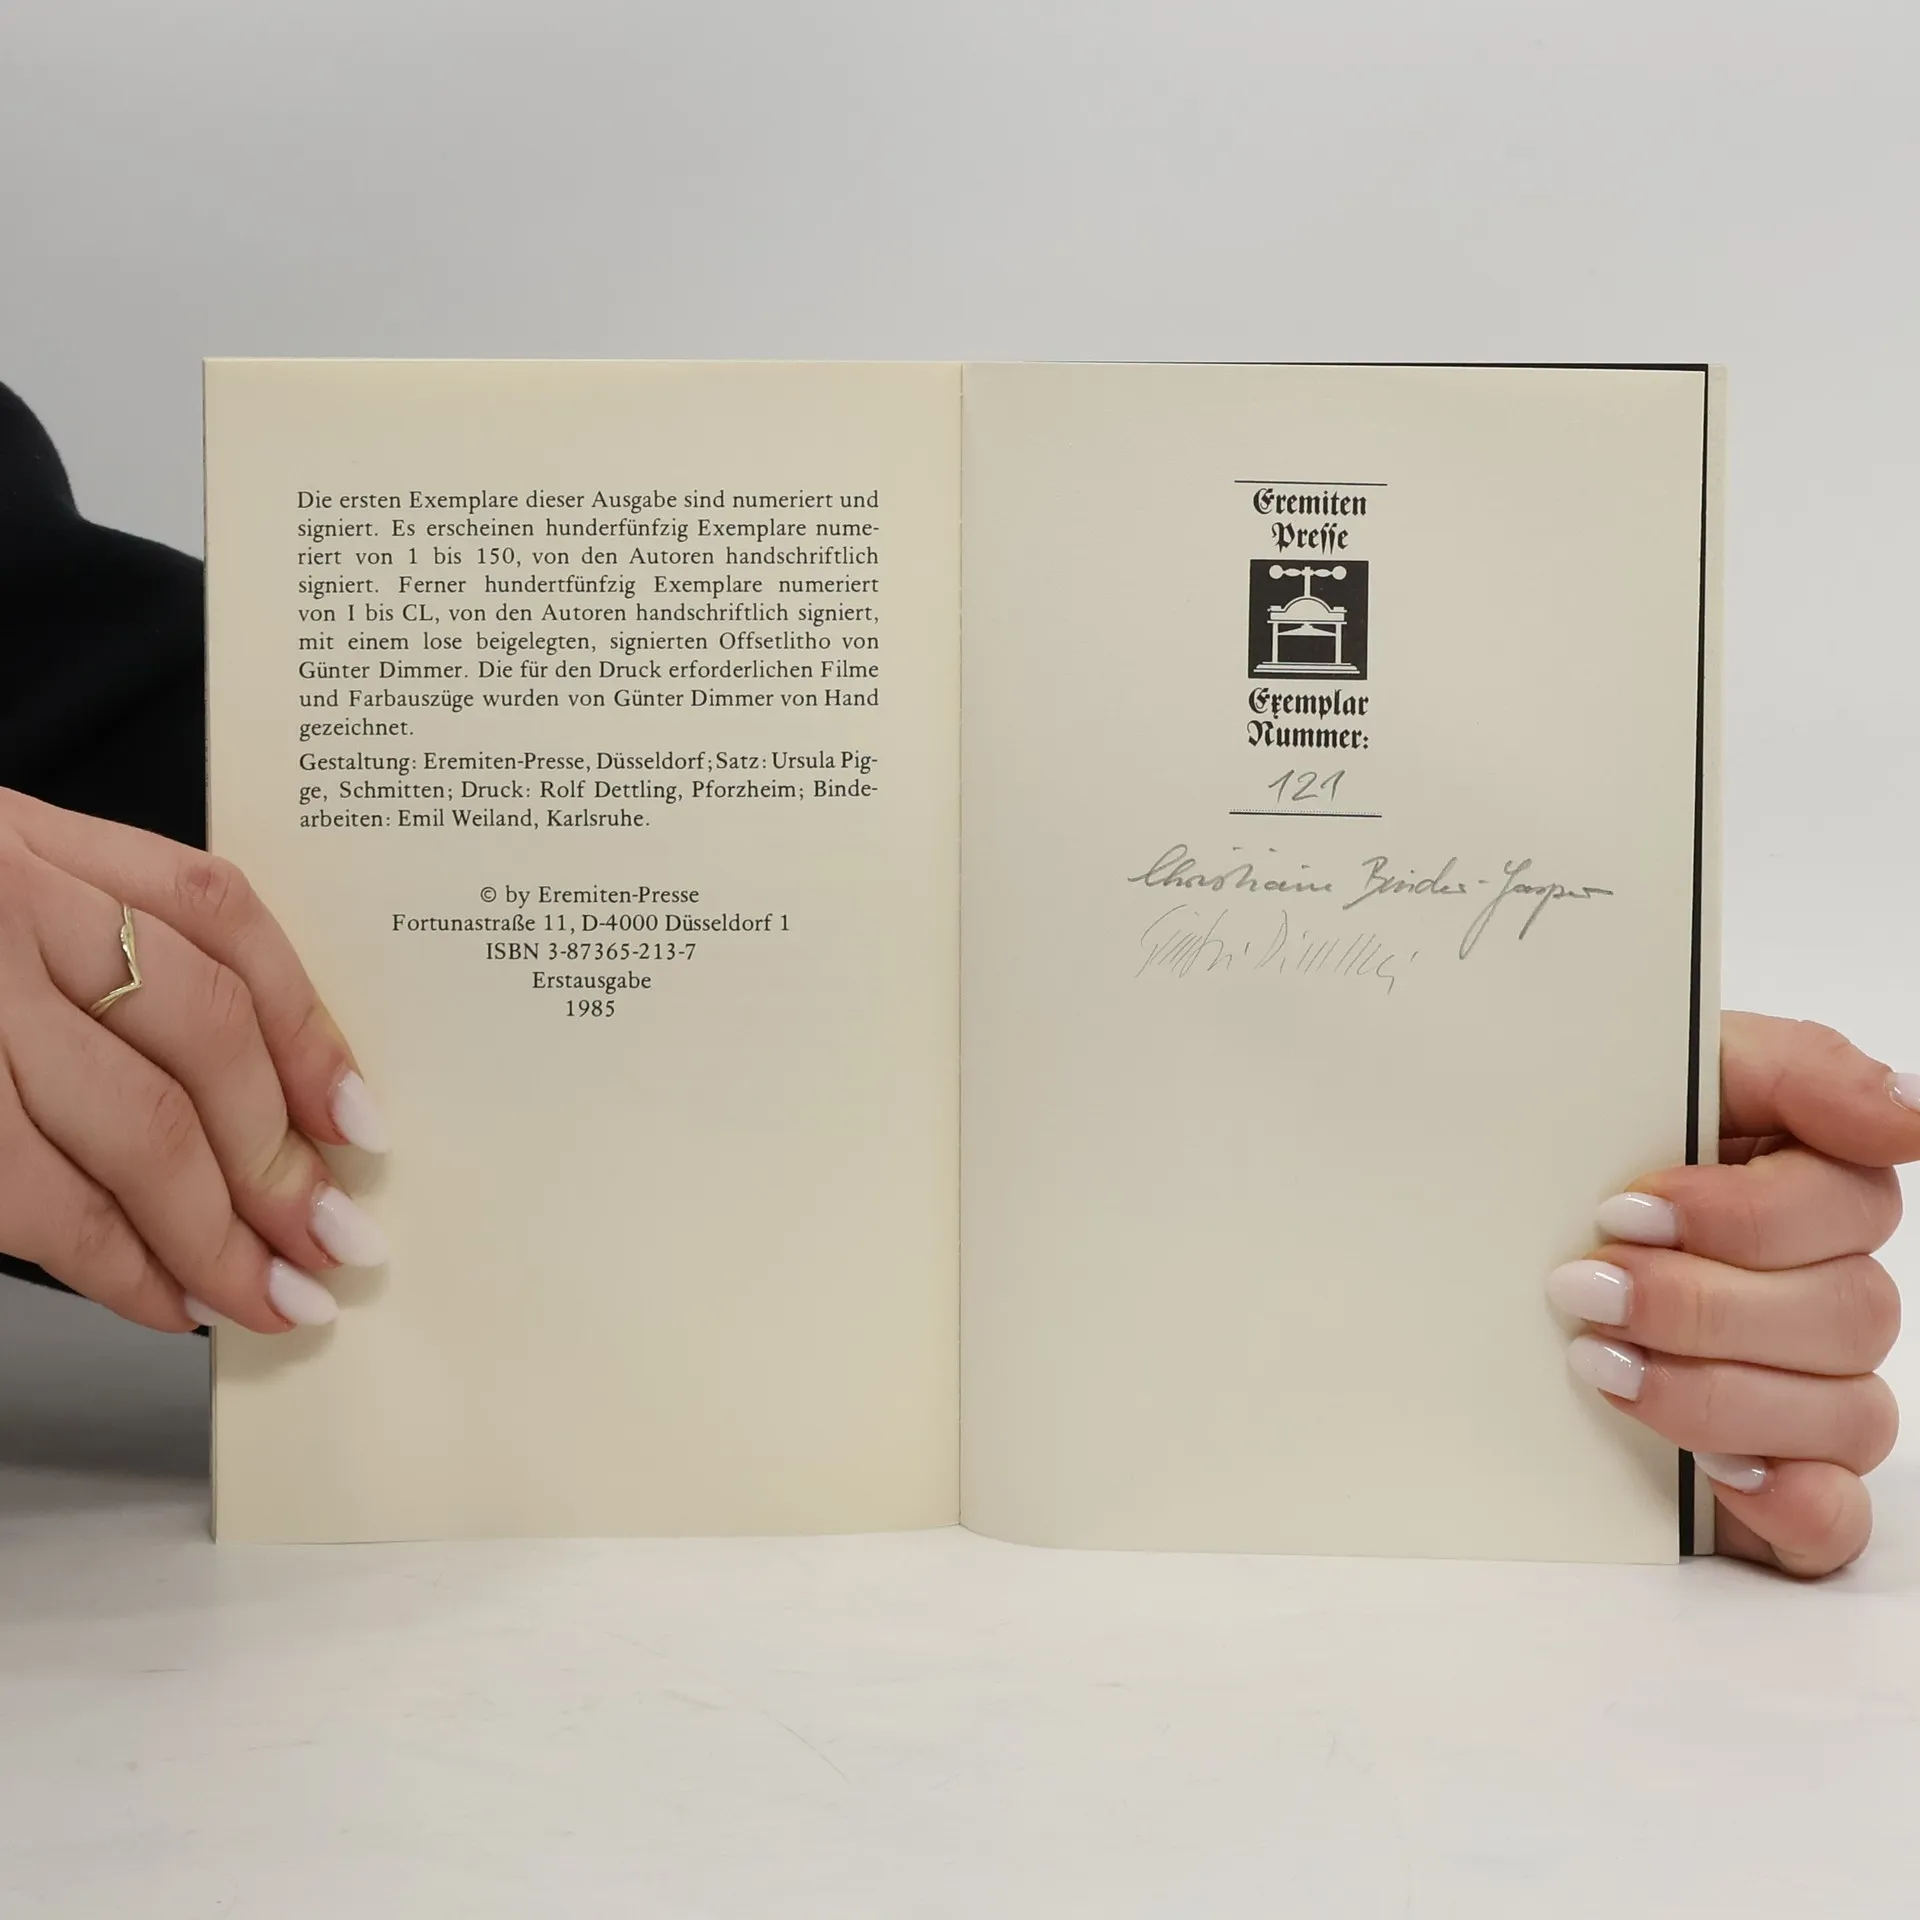 Die ersten Exemplare dieser Ausgabe sind numeriert und
signiert. Es erscheinen hunderfünfzig Exemplare nume-
riert von 1 bis 150, von den Autoren handschriftlich
signiert. Ferner hundertfünfzig Exemplare numeriert
von I bis CL, von den Autoren handschriftlich signiert,
mit einem lose beigelegten, signierten Offsetlitho von
Günter Dimmer. Die für den Druck erforderlichen Filme
und Farbauszüge wurden von Günter Dimmer von Hand
gezeichnet.
Gestaltung: Eremiten-Presse, Düsseldorf; Satz: Ursula Pig-
ge, Schmitten; Druck: Rolf Dettling, Pforzheim; Binde-
arbeiten: Emil Weiland, Karlsruhe.
© by Eremiten-Presse
Fortunastraße 11, D-4000 Düsseldorf 1
ISBN 3-87365-213-7
Erstausgabe
1985
Eremiten
Presse
Exemplar
Nummer:
121
Christiane Binder-Gasper
Günter Dimmer